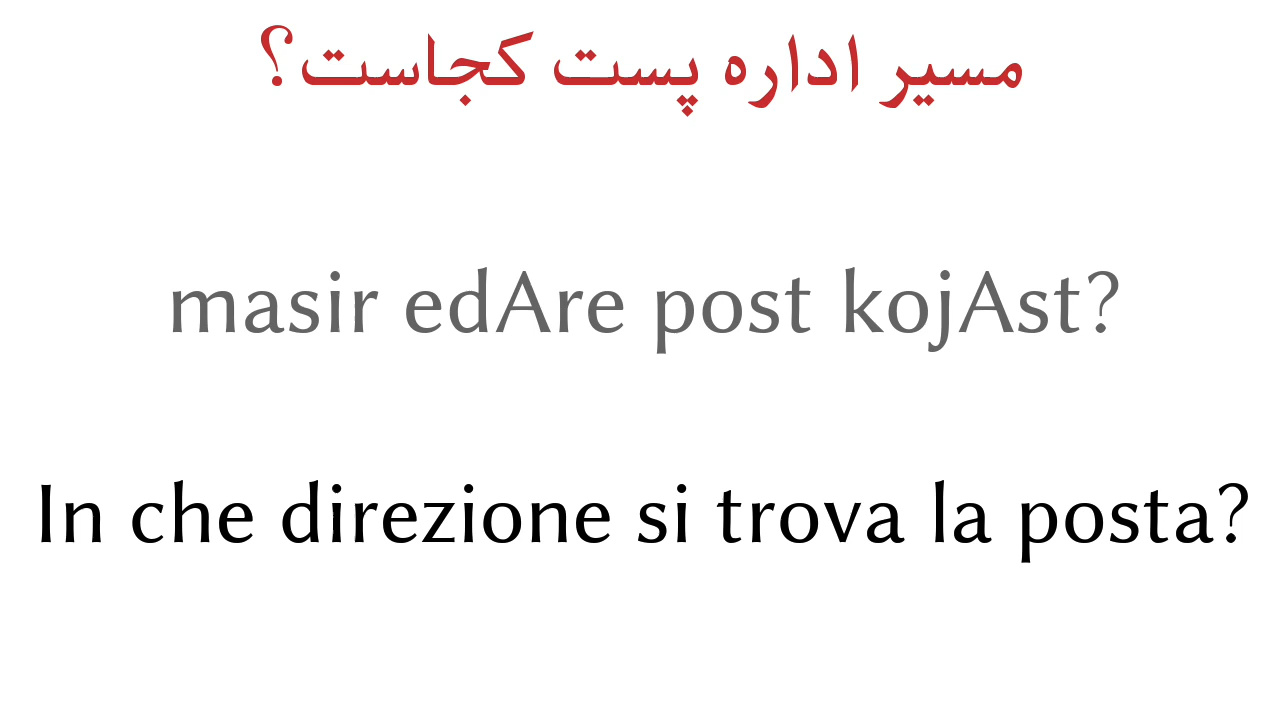 مسیر اداره پست کجاست؟
masir edAre post kojAst?
In che direzione si trova la posta?